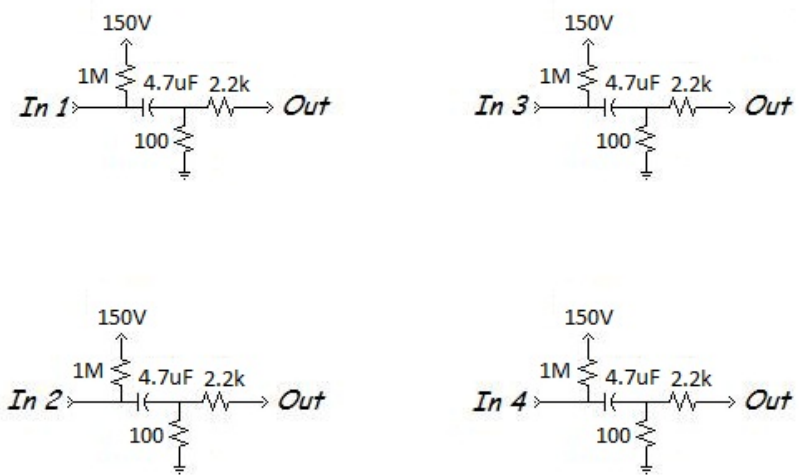 150V
1M 4.7uF 2.2k
In 1 Out
100
150V
1M 4.7uF 2.2k
In 3 Out
100
150V
1M 4.7uF 2.2k
In 2 Out
100
150V
1M 4.7uF 2.2k
In 4 Out
100